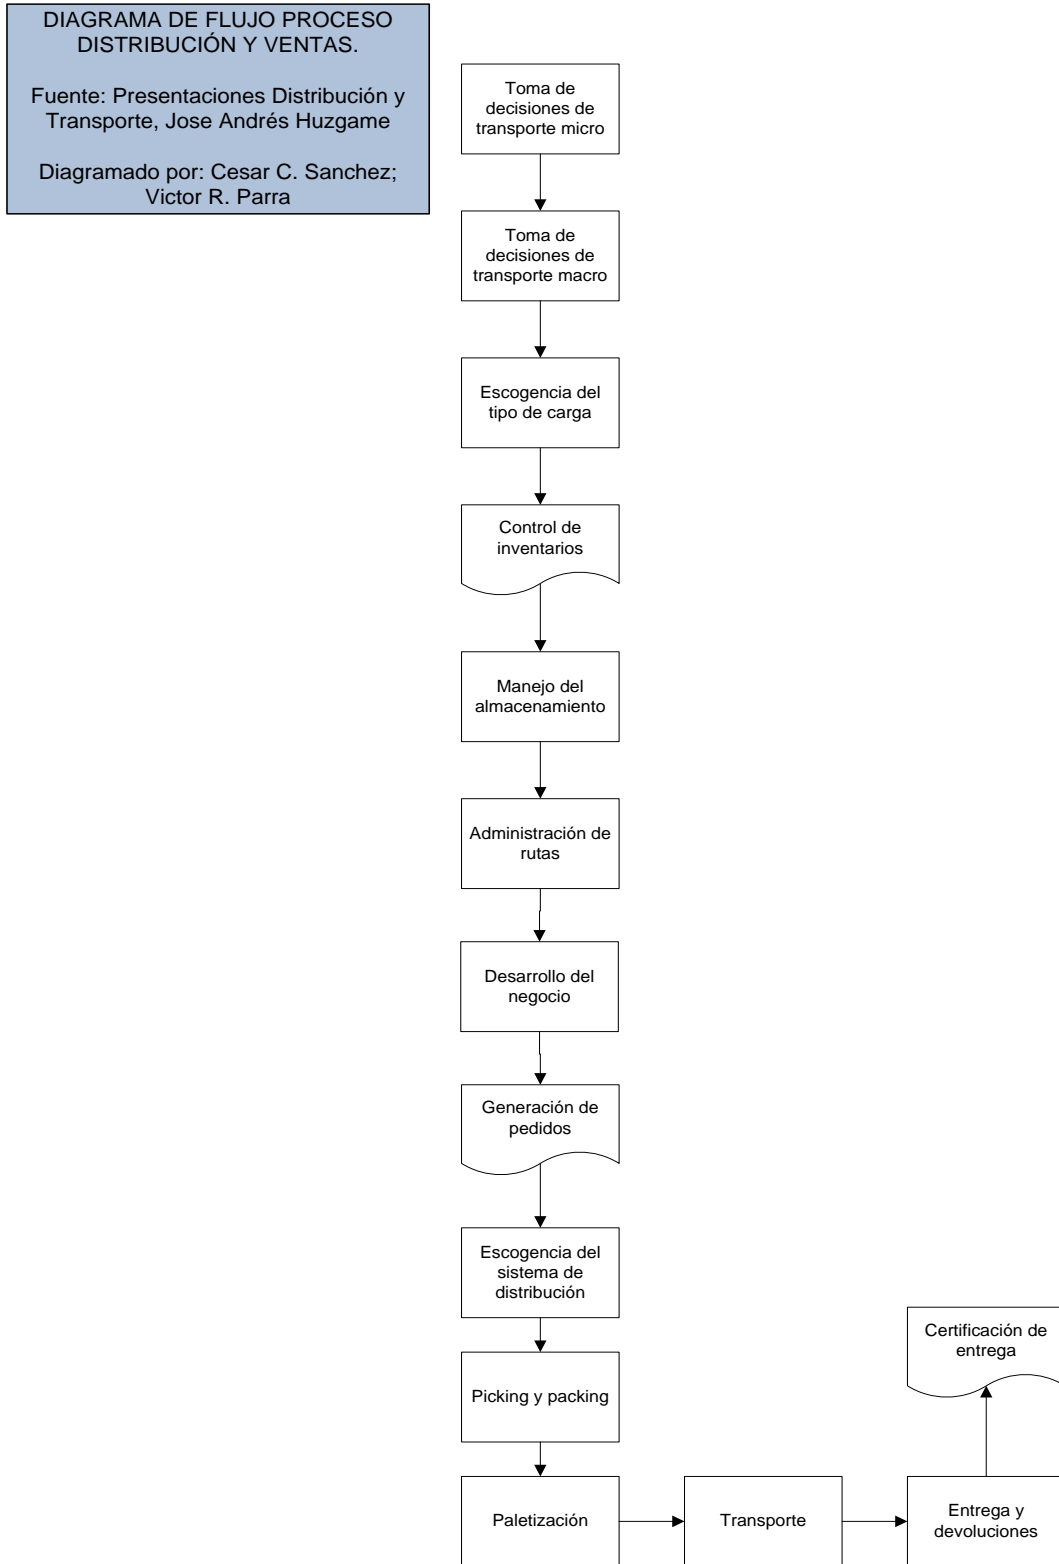 DIAGRAMA DE FLUJO PROCESO
DISTRIBUCIÓN Y VENTAS.
Fuente: Presentaciones Distribución y
Transporte, Jose Andrés Huzgame
Diagramado por: Cesar C. Sanchez;
Victor R. Parra
Toma de
decisiones de
transporte micro
Toma de
decisiones de
transporte macro
Escogencia del
tipo de carga
Control de
inventarios
Manejo del
almacenamiento
Administración de
rutas
Desarrollo del
negocio
Generación de
pedidos
Escogencia del
sistema de
distribución
Picking y packing
Paletización
Transporte
Entrega y
devoluciones
Certificación de
entrega